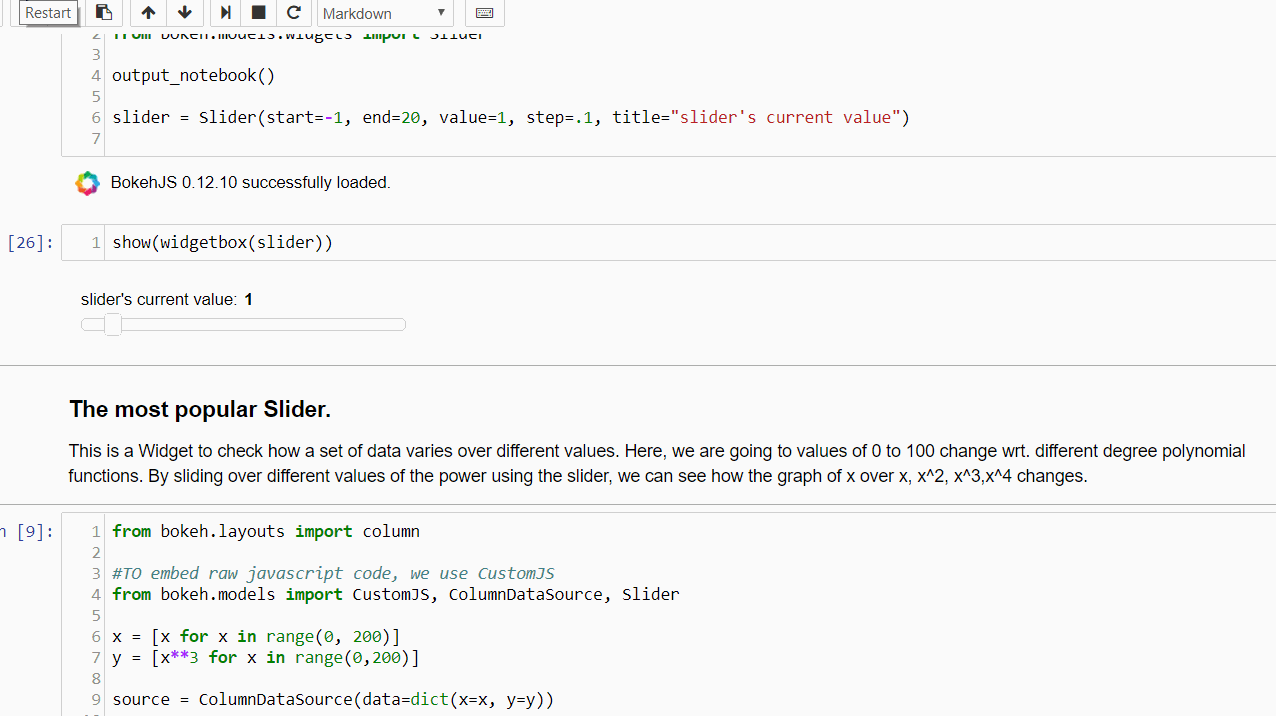 Restart
Markdown
2 from bokeh.models.widgets import Slider
3
4 output_notebook()
5
6 slider = Slider(start=-1, end=20, value=1, step=.1, title="slider's current value")
7
BokehJS 0.12.10 successfully loaded.
[26]: 1 show(widgetbox(slider))
slider's current value: 1
The most popular Slider.
This is a Widget to check how a set of data varies over different values. Here, we are going to values of 0 to 100 change wrt. different degree polynomial
functions. By sliding over different values of the power using the slider, we can see how the graph of x over x, x^2, x^3,x^4 changes.
n [9]: 1 from bokeh.layouts import column
2
3 #TO embed raw javascript code, we use CustomJS
4 from bokeh.models import CustomJS, ColumnDataSource, Slider
5
6 x = [x for x in range(0, 200)]
7 y = [x**3 for x in range(0,200)]
8
9 source = ColumnDataSource(data=dict(x=x, y=y))